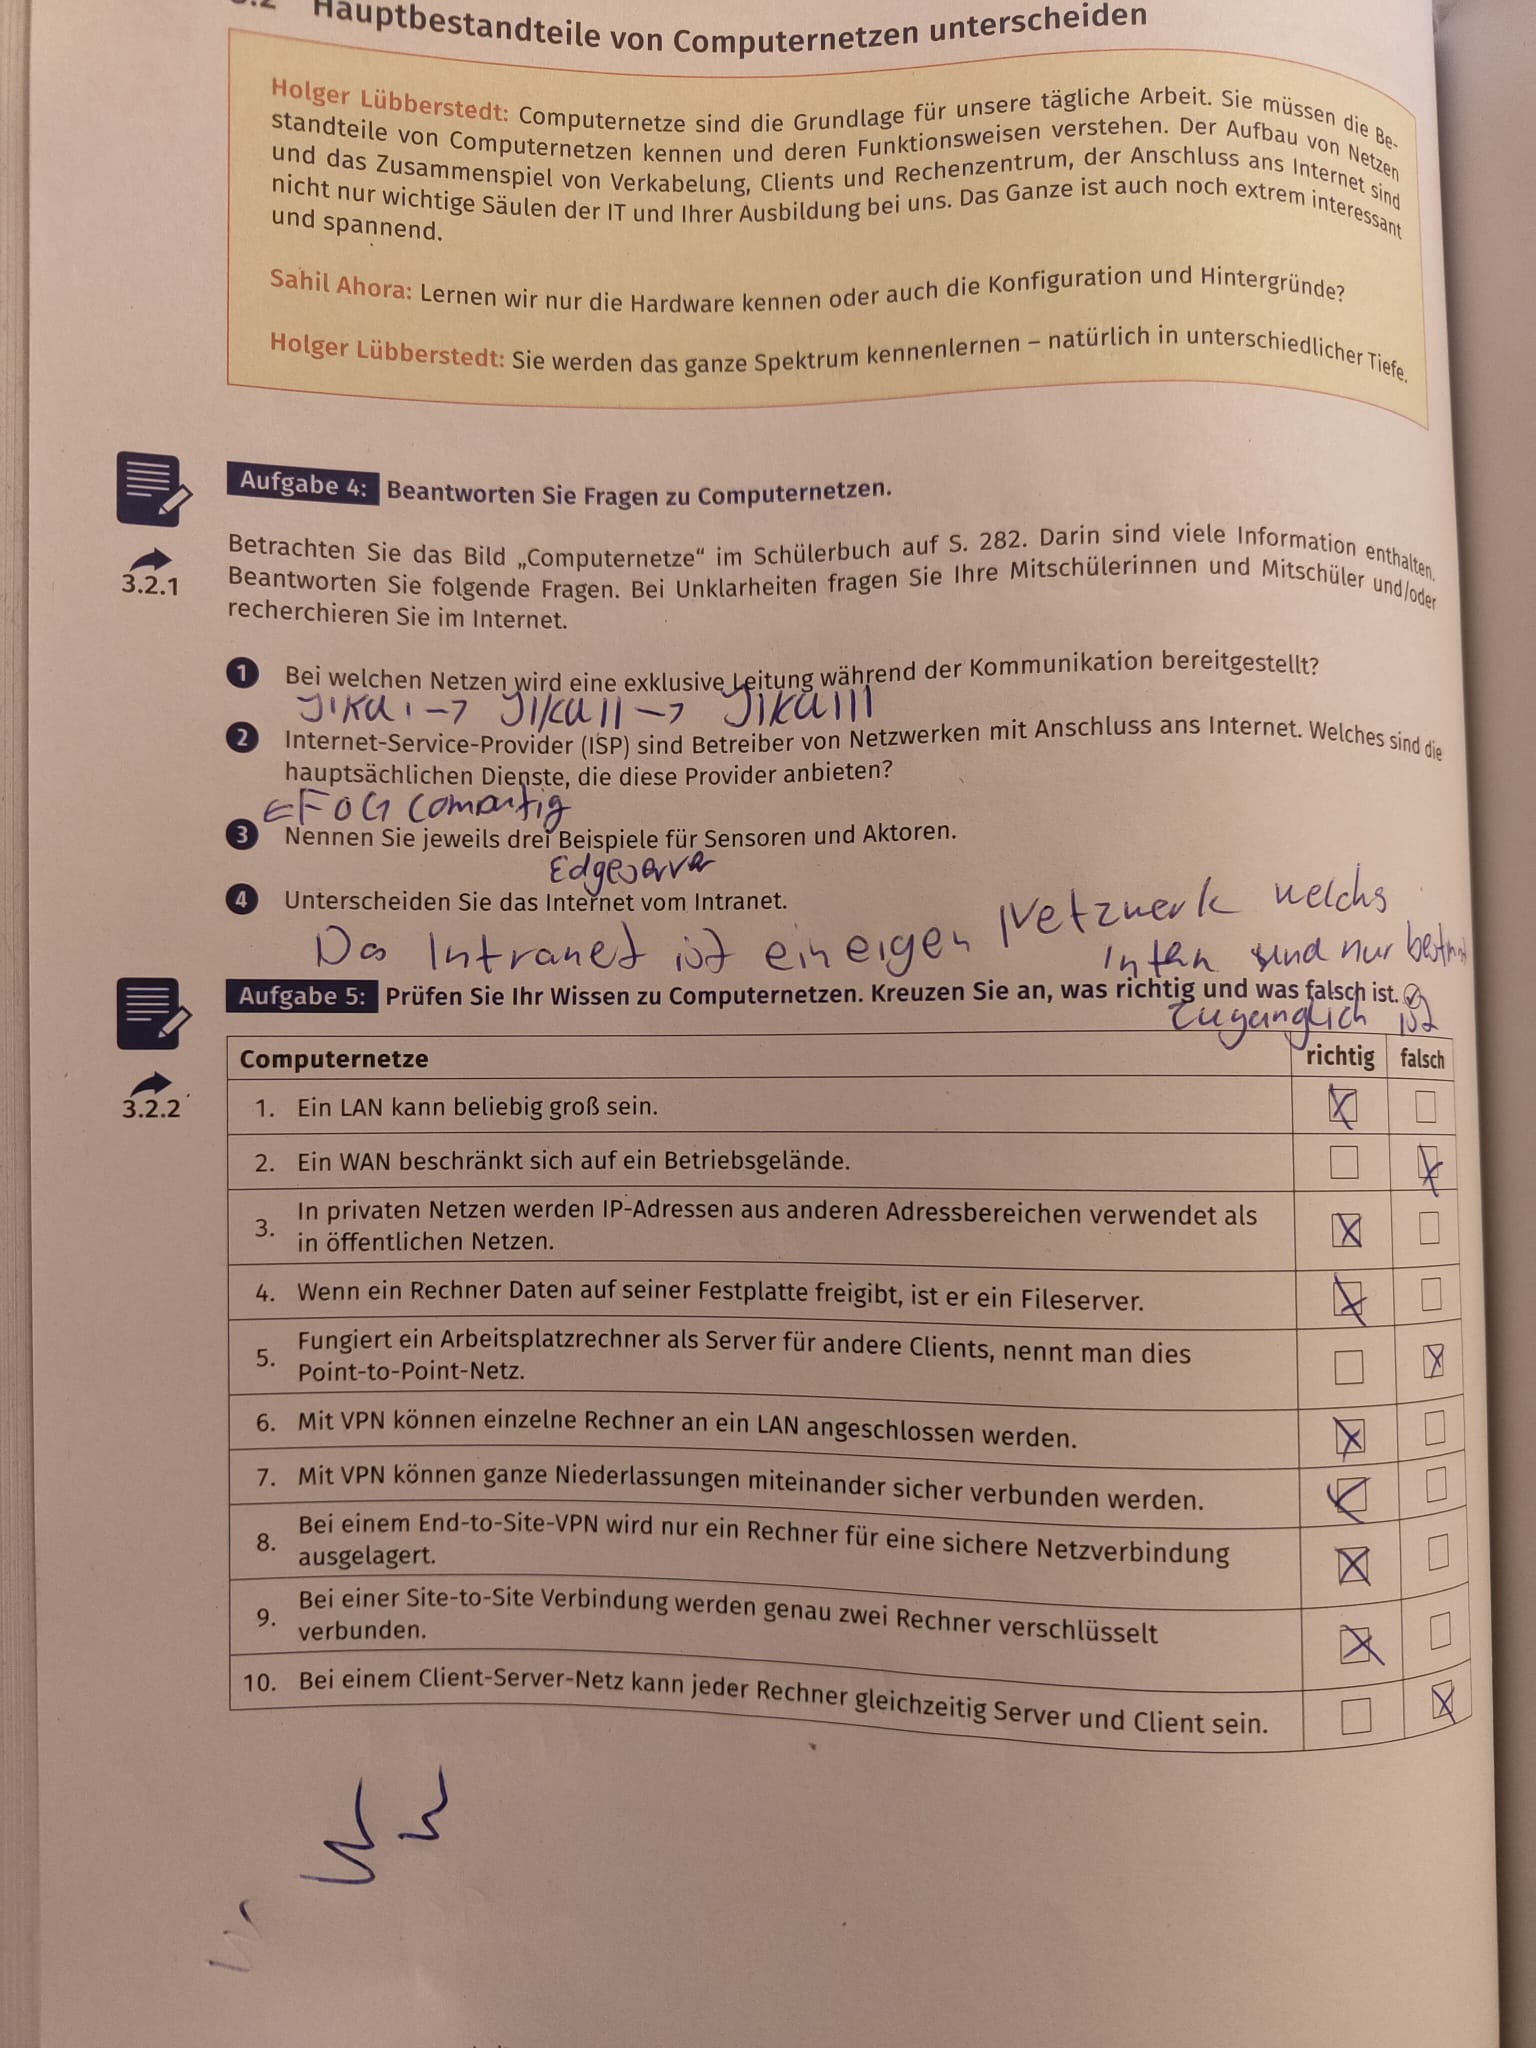 3.2 Hauptbestandteile von Computernetzen unterscheiden
Holger Lübberstedt: Computernetze sind die Grundlage für unsere tägliche Arbeit. Sie müssen die Be-
standteile von Computernetzen kennen und deren Funktionsweisen verstehen. Der Aufbau von Netzen
und das Zusammenspiel von Verkabelung, Clients und Rechenzentrum, der Anschluss ans Internet sind
nicht nur wichtige Säulen der IT und Ihrer Ausbildung bei uns. Das Ganze ist auch noch extrem interessant
und spannend.
Sahil Ahora: Lernen wir nur die Hardware kennen oder auch die Konfiguration und Hintergründe?
Holger Lübberstedt: Sie werden das ganze Spektrum kennenlernen – natürlich in unterschiedlicher Tiefe.
Aufgabe 4: Beantworten Sie Fragen zu Computernetzen.
3.2.1
Betrachten Sie das Bild „Computernetze“ im Schülerbuch auf S. 282. Darin sind viele Information enthalten.
Beantworten Sie folgende Fragen. Bei Unklarheiten fragen Sie Ihre Mitschülerinnen und Mitschüler und/oder
recherchieren Sie im Internet.
1 Bei welchen Netzen wird eine exklusive Leitung während der Kommunikation bereitgestellt?
2 Internet-Service-Provider (ISP) sind Betreiber von Netzwerken mit Anschluss ans Internet. Welches sind die
hauptsächlichen Dienste, die diese Provider anbieten?
FOG
3 Nennen Sie jeweils drei Beispiele für Sensoren und Aktoren.
Edgeserver
4 Unterscheiden Sie das Internet vom Intranet.
Das Intranet ist ein eigen Netzwerk welchs
Intern und nur
zugänglich ist
Aufgabe 5: Prüfen Sie Ihr Wissen zu Computernetzen. Kreuzen Sie an, was richtig und was falsch ist.
3.2.2
Computernetze richtig falsch
1. Ein LAN kann beliebig groß sein.
2. Ein WAN beschränkt sich auf ein Betriebsgelände.
3. In privaten Netzen werden IP-Adressen aus anderen Adressbereichen verwendet als
in öffentlichen Netzen.
4. Wenn ein Rechner Daten auf seiner Festplatte freigibt, ist er ein Fileserver.
5. Fungiert ein Arbeitsplatzrechner als Server für andere Clients, nennt man dies
Point-to-Point-Netz.
6. Mit VPN können einzelne Rechner an ein LAN angeschlossen werden.
7. Mit VPN können ganze Niederlassungen miteinander sicher verbunden werden.
8. Bei einem End-to-Site-VPN wird nur ein Rechner für eine sichere Netzverbindung
ausgelagert.
9. Bei einer Site-to-Site Verbindung werden genau zwei Rechner verschlüsselt
verbunden.
10. Bei einem Client-Server-Netz kann jeder Rechner gleichzeitig Server und Client sein.